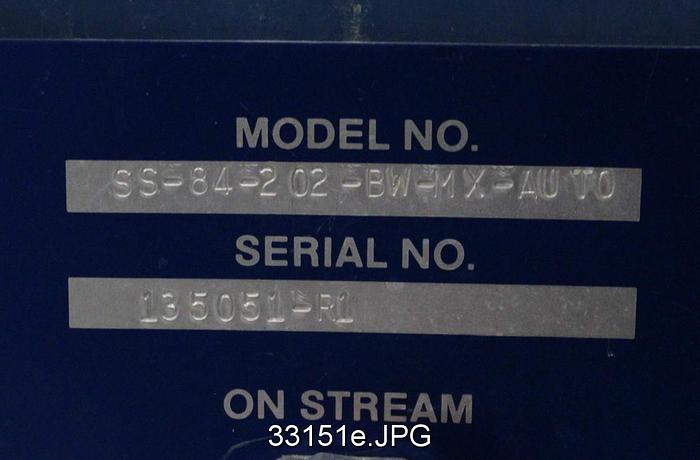 MODEL NO.
SS-84-202-BW-MX-AUTO
SERIAL NO.
135051-R1
ON STREAM
33151e.JPG